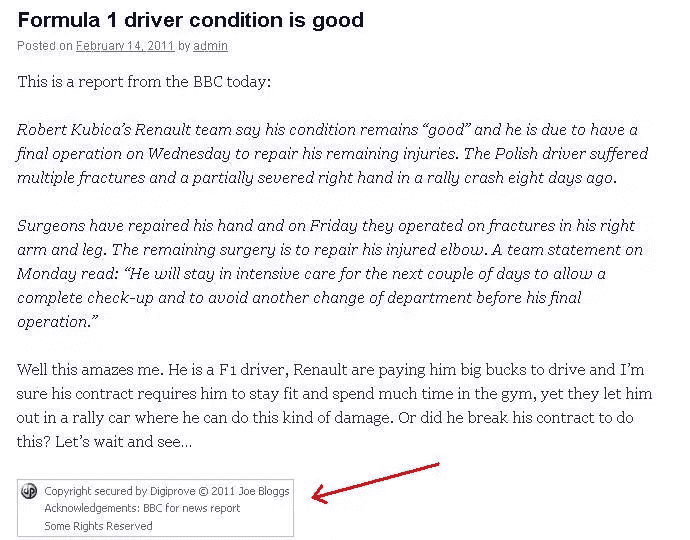 Formula 1 driver condition is good
Posted on February 14, 2011 by admin
This is a report from the BBC today:
Robert Kubica’s Renault team say his condition remains “good” and he is due to have a
final operation on Wednesday to repair his remaining injuries. The Polish driver suffered
multiple fractures and a partially severed right hand in a rally crash eight days ago.
Surgeons have repaired his hand and on Friday they operated on fractures in his right
arm and leg. The remaining surgery is to repair his injured elbow. A team statement on
Monday read: “He will stay in intensive care for the next couple of days to allow a
complete check-up and to avoid another change of department before his final
operation.”
Well this amazes me. He is a F1 driver, Renault are paying him big bucks to drive and I’m
sure his contract requires him to stay fit and spend much time in the gym, yet they let him
out in a rally car where he can do this kind of damage. Or did he break his contract to do
this? Let’s wait and see…
Copyright secured by Digiprove © 2011 Joe Bloggs
Acknowledgements: BBC for news report
Some Rights Reserved